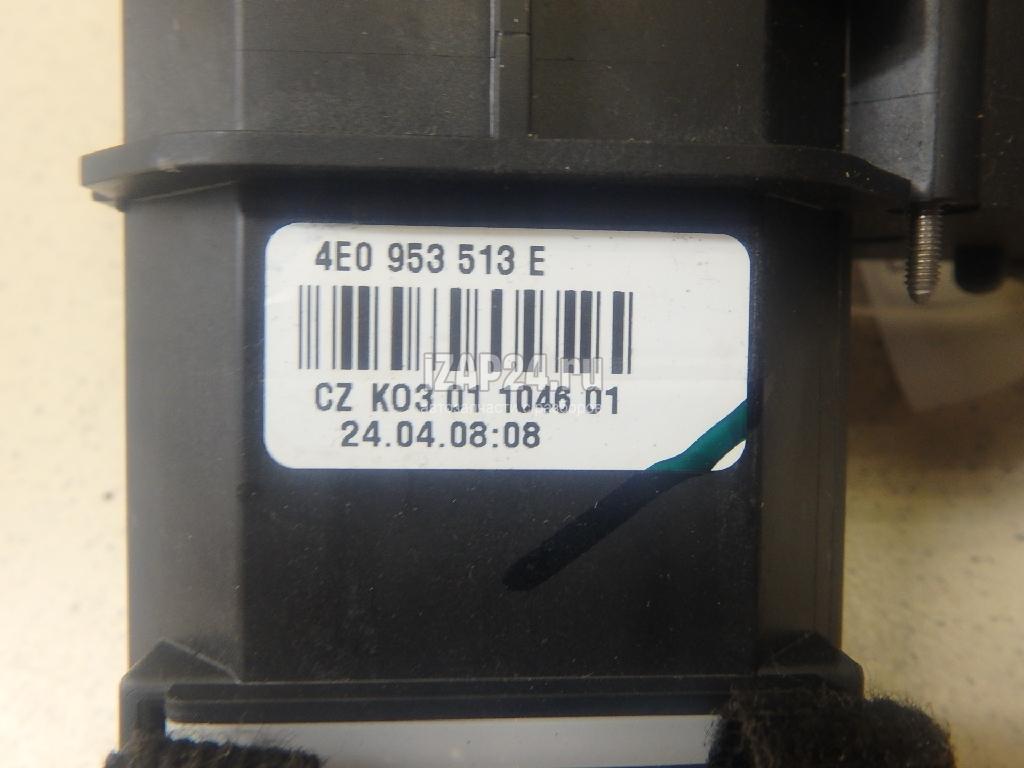 4E0 953 513 E
iZAP24.ru
CZ KO3 01 1046 01
24.04.08:08